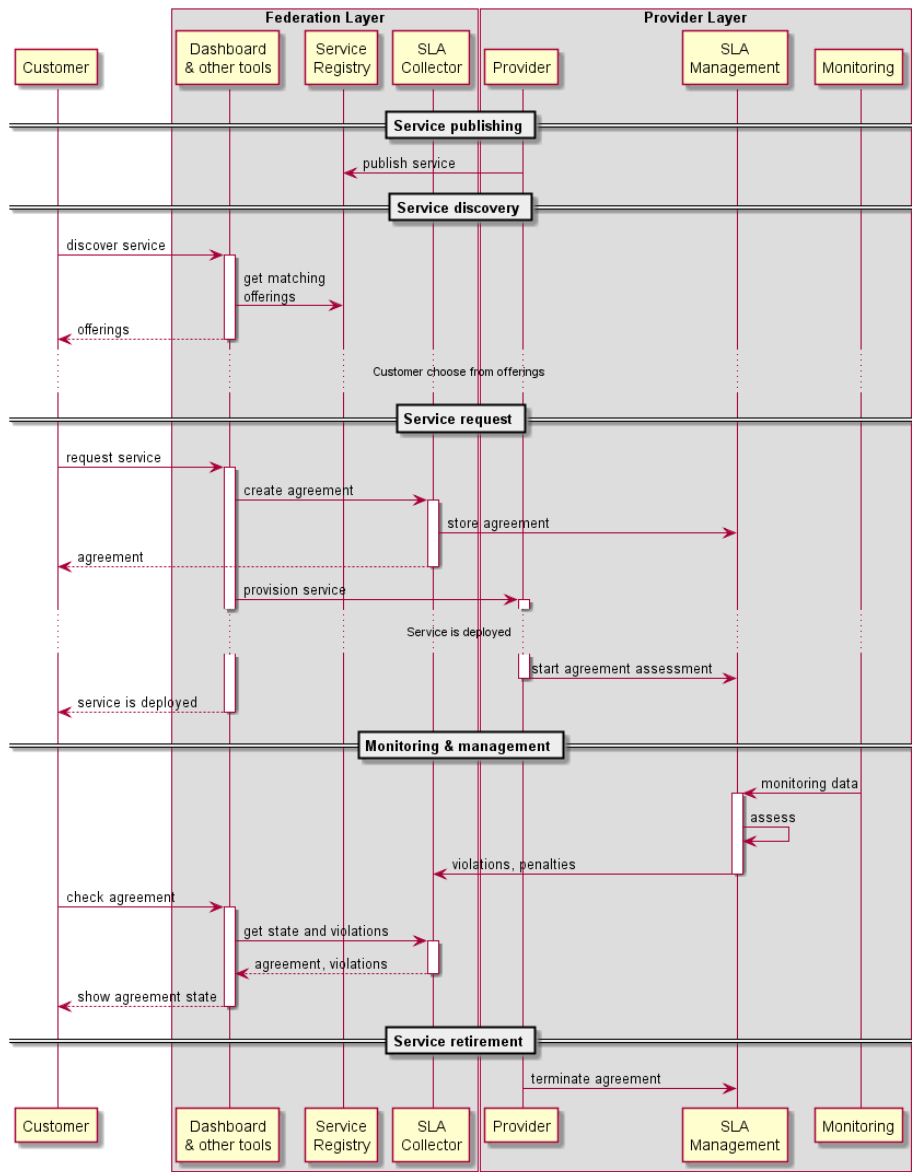 Federation Layer
Provider Layer
Customer
Dashboard
& other tools
Service
Registry
SLA
Collector
Provider
SLA
Management
Monitoring
Service publishing
publish service
Service discovery
discover service
get matching
offerings
offerings
Customer choose from offerings
Service request
request service
create agreement
store agreement
agreement
provision service
Service is deployed
start agreement assessment
service is deployed
Monitoring & management
monitoring data
assess
violations, penalties
check agreement
get state and violations
agreement, violations
show agreement state
Service retirement
terminate agreement
Customer
Dashboard
& other tools
Service
Registry
SLA
Collector
Provider
SLA
Management
Monitoring